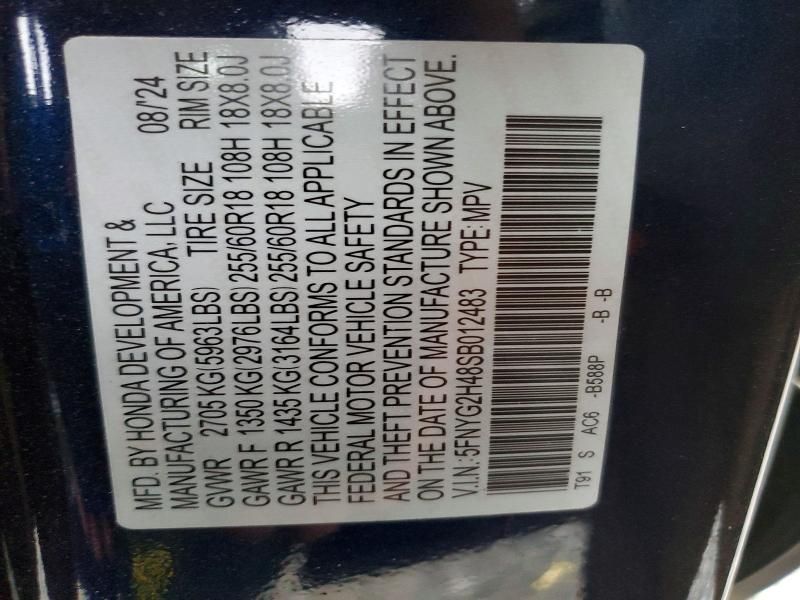 MFD. BY HONDA DEVELOPMENT &
MANUFACTURING OF AMERICA, LLC 08/'24
GVWR 2705 KG(5963LBS) TIRE SIZE RIM SIZE
GAWR F 1350 KG(2976LBS) 255/60R18 108H 18X8.0J
GAWR R 1435 KG(3164LBS) 255/60R18 108H 18X8.0J
THIS VEHICLE CONFORMS TO ALL APPLICABLE
FEDERAL MOTOR VEHICLE SAFETY
AND THEFT PREVENTION STANDARDS IN EFFECT
ON THE DATE OF MANUFACTURE SHOWN ABOVE.
V.I.N.:5FNYG2H48SB012483 TYPE:MPV
T91 S AC6 -B588P -B -B